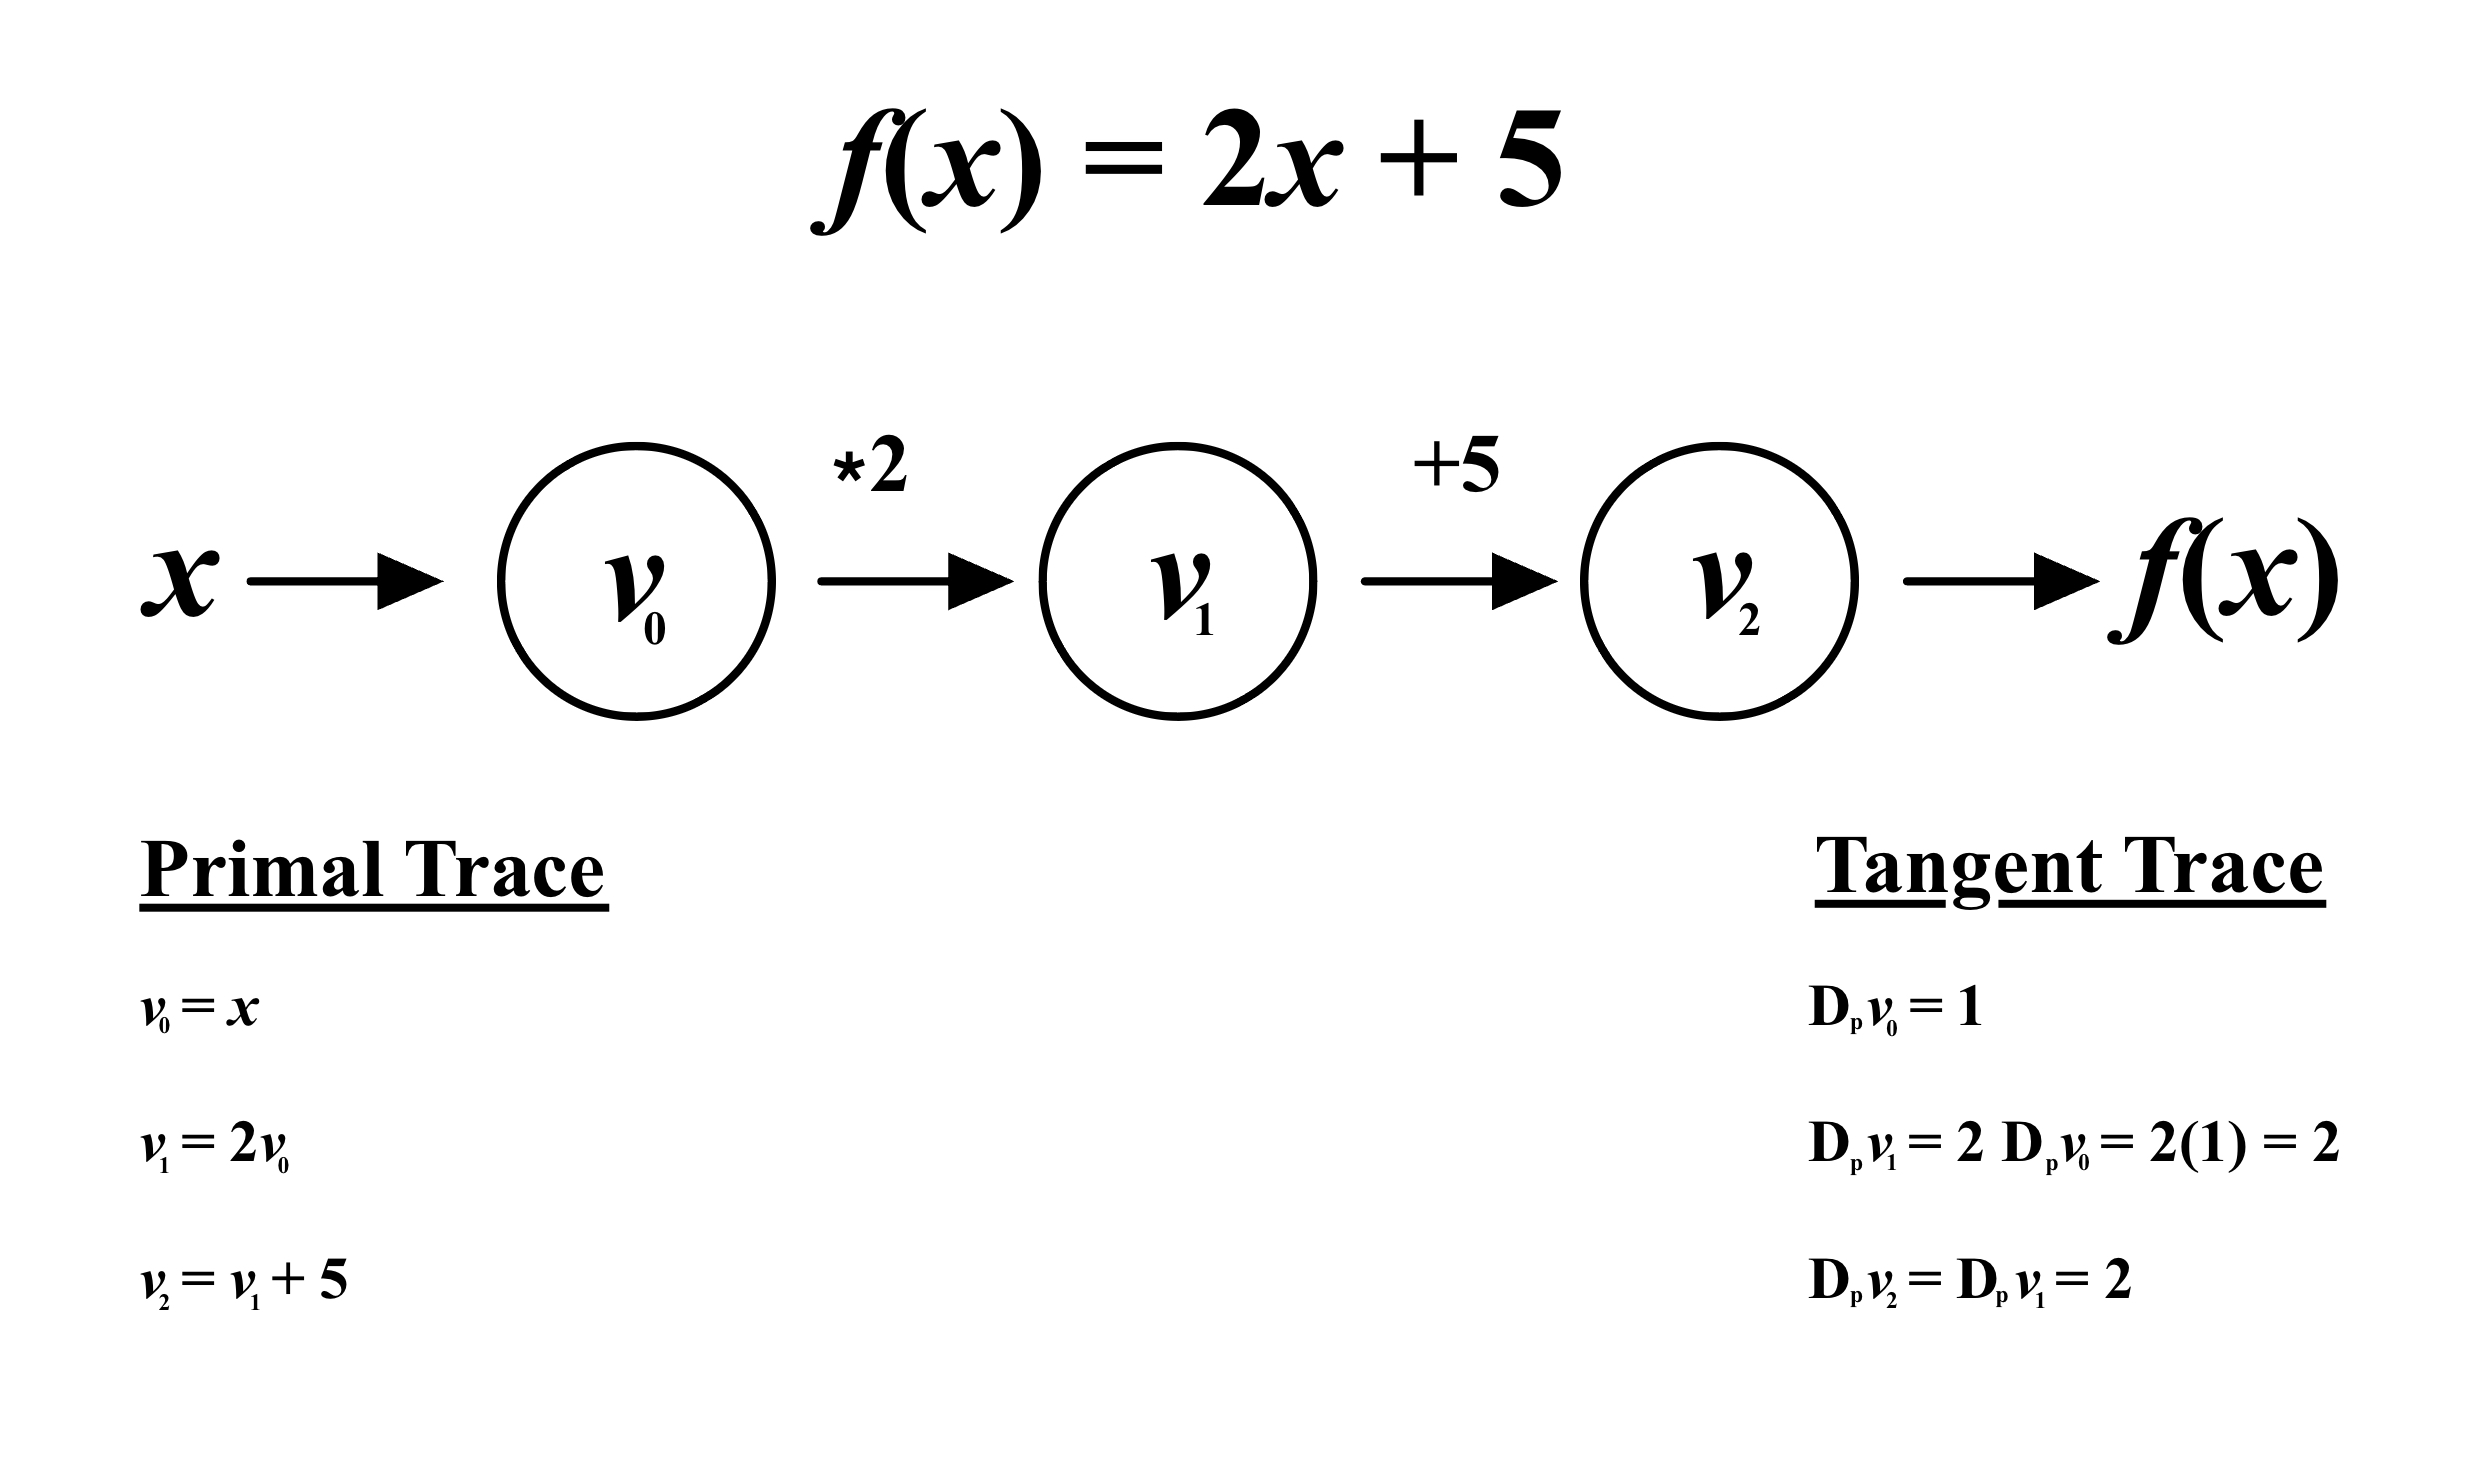 f(x) = 2x + 5
*2 +5
x v₀ v₁ v₂ f(x)
Primal Trace
v₀ = x
v₁ = 2v₀
v₂ = v₁ + 5
Tangent Trace
Dₚv₀ = 1
Dₚv₁ = 2 Dₚv₀ = 2(1) = 2
Dₚv₂ = Dₚv₁ = 2